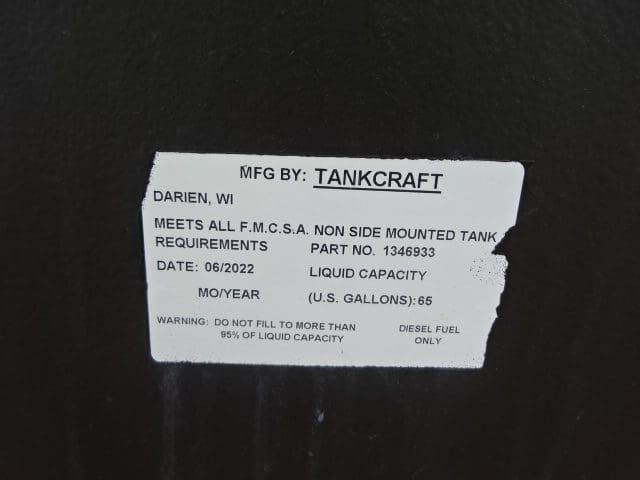 MFG BY: TANKCRAFT
DARIEN, WI
MEETS ALL F.M.C.S.A. NON SIDE MOUNTED TANK
REQUIREMENTS PART NO. 1346933
DATE: 06/2022 LIQUID CAPACITY
MO/YEAR (U.S. GALLONS):65
WARNING: DO NOT FILL TO MORE THAN DIESEL FUEL
95% OF LIQUID CAPACITY ONLY